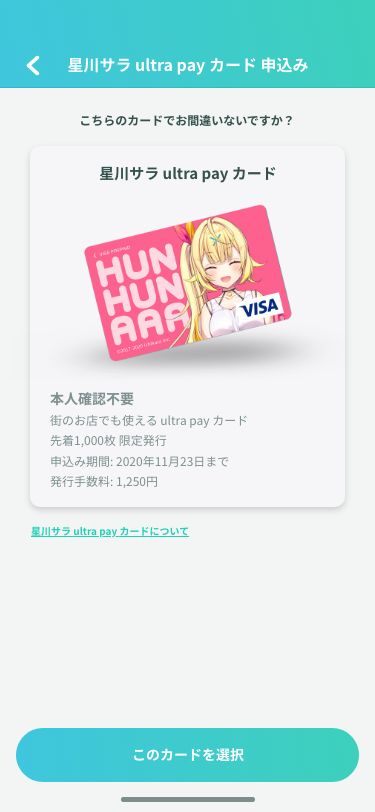 星川サラ ultra pay カード 申込み
こちらのカードでお間違いないですか？
星川サラ ultra pay カード
HUN
HUN
AAA
VISA
本人確認不要
街のお店でも使える ultra pay カード
先着1,000枚 限定発行
申込み期間: 2020年11月23日まで
発行手数料: 1,250円
星川サラ ultra pay カードについて
このカードを選択